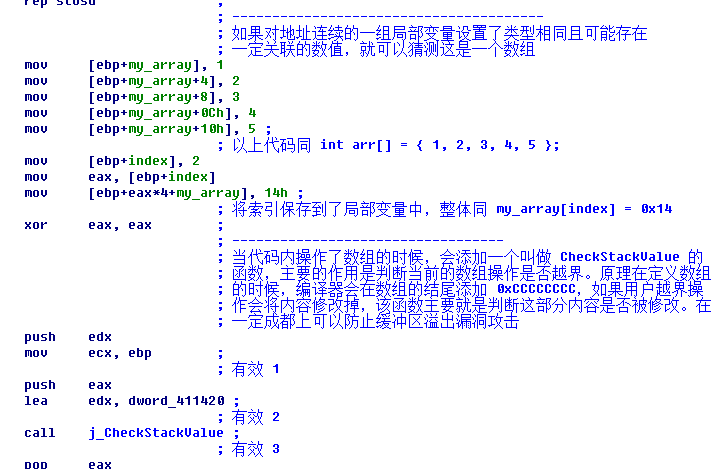 rep stosd ;
; ---------------------------------------
; 如果对地址连续的一组局部变量设置了类型相同且可能存在
; 一定关联的数值，就可以猜测这是一个数组
mov [ebp+my_array], 1
mov [ebp+my_array+4], 2
mov [ebp+my_array+8], 3
mov [ebp+my_array+0Ch], 4
mov [ebp+my_array+10h], 5 ;
; 以上代码同 int arr[] = { 1, 2, 3, 4, 5 };
mov [ebp+index], 2
mov eax, [ebp+index]
mov [ebp+eax*4+my_array], 14h ;
; 将索引保存到了局部变量中，整体同 my_array[index] = 0x14
xor eax, eax ;
; ----------------------------------
; 当代码内操作了数组的时候，会添加一个叫做 CheckStackValue 的
; 函数，主要的作用是判断当前的数组操作是否越界。原理在定义数组
; 的时候，编译器会在数组的结尾添加 0xCCCCCCCC，如果用户越界操
; 作会将内容修改掉，该函数主要就是判断这部分内容是否被修改。在
; 一定成都上可以防止缓冲区溢出漏洞攻击
push edx
mov ecx, ebp ;
; 有效 1
push eax
lea edx, dword_411420 ;
; 有效 2
call j_CheckStackValue ;
; 有效 3
pop eax